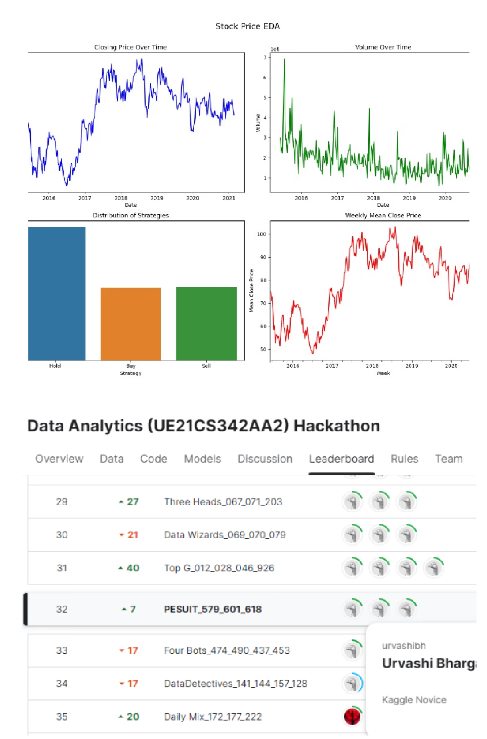 Stock Price EDA
Closing Price Over Time
2016 2017 2018 2019 2020 2021
Date
Volume Over Time
1e6
7
6
5
4
3
2
1
Volume
2016 2017 2018 2019 2020
Date
Distribution of Strategies
Hold Buy Sell
Strategy
Weekly Mean Close Price
100
90
80
70
60
50
Mean Close Price
2016 2017 2018 2019 2020
Week
Data Analytics (UE21CS342AA2) Hackathon
Overview Data Code Models Discussion Leaderboard Rules Team
29 27 Three Heads_067_071_203
30 21 Data Wizards_069_070_079
31 40 Top G_012_028_046_926
32 7 PESUIT_579_601_618
33 17 Four Bots_474_490_437_453
34 17 DataDetectives_141_144_157_128
35 20 Daily Mix_172_177_222
urvashibh
Urvashi Bharga
Kaggle Novice